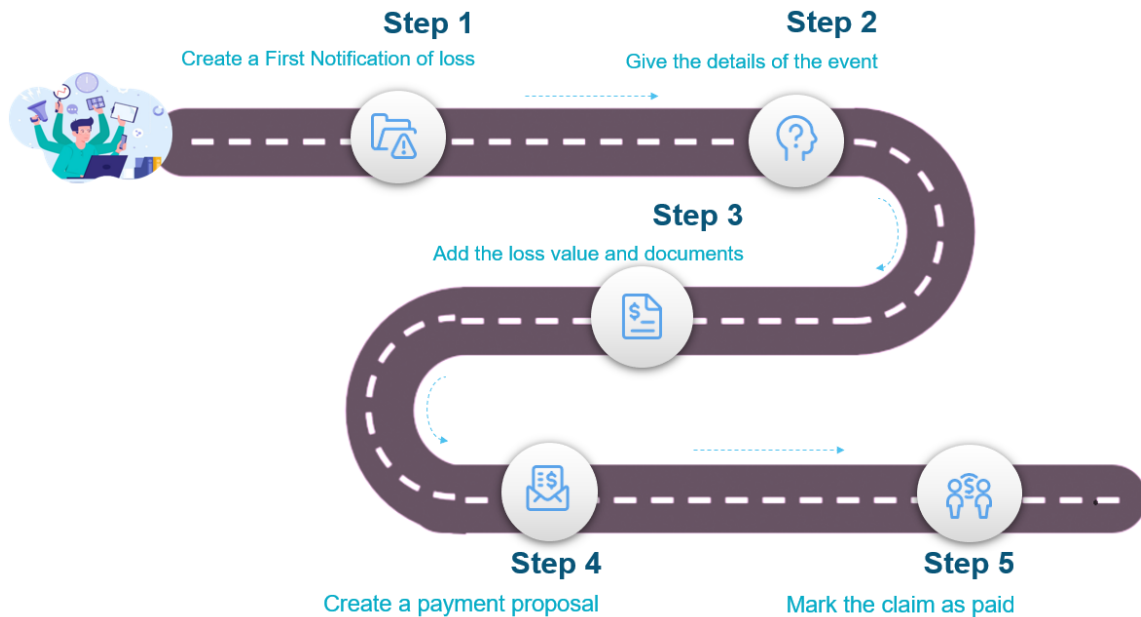 Step 1
Create a First Notification of loss
Step 2
Give the details of the event
Step 3
Add the loss value and documents
Step 4
Create a payment proposal
Step 5
Mark the claim as paid